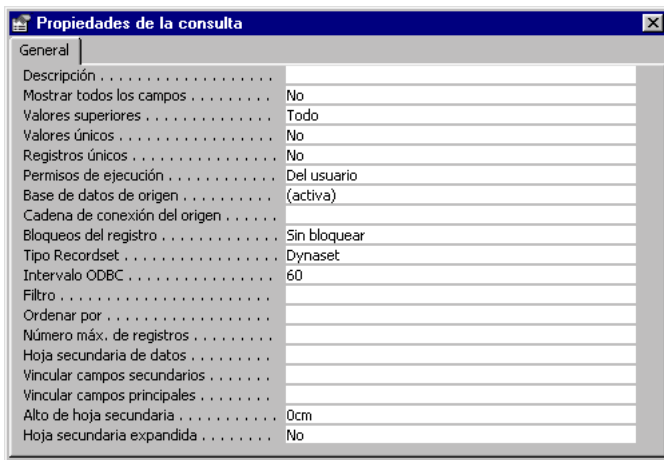 Propiedades de la consulta
General
Descripción . . . . . . . . . . . . . . . . . . .
Mostrar todos los campos . . . . . . . . . No
Valores superiores . . . . . . . . . . . . . . Todo
Valores únicos . . . . . . . . . . . . . . . . . No
Registros únicos . . . . . . . . . . . . . . . . No
Permisos de ejecución . . . . . . . . . . . . Del usuario
Base de datos de origen . . . . . . . . . . (activa)
Cadena de conexión del origen . . . . . .
Bloqueos del registro . . . . . . . . . . . . . Sin bloquear
Tipo Recordset . . . . . . . . . . . . . . . . . Dynaset
Intervalo ODBC . . . . . . . . . . . . . . . . 60
Filtro . . . . . . . . . . . . . . . . . . . . . . .
Ordenar por . . . . . . . . . . . . . . . . . .
Número máx. de registros . . . . . . . . .
Hoja secundaria de datos . . . . . . . . .
Vincular campos secundarios . . . . . . .
Vincular campos principales . . . . . . . .
Alto de hoja secundaria . . . . . . . . . . . 0cm
Hoja secundaria expandida . . . . . . . . No